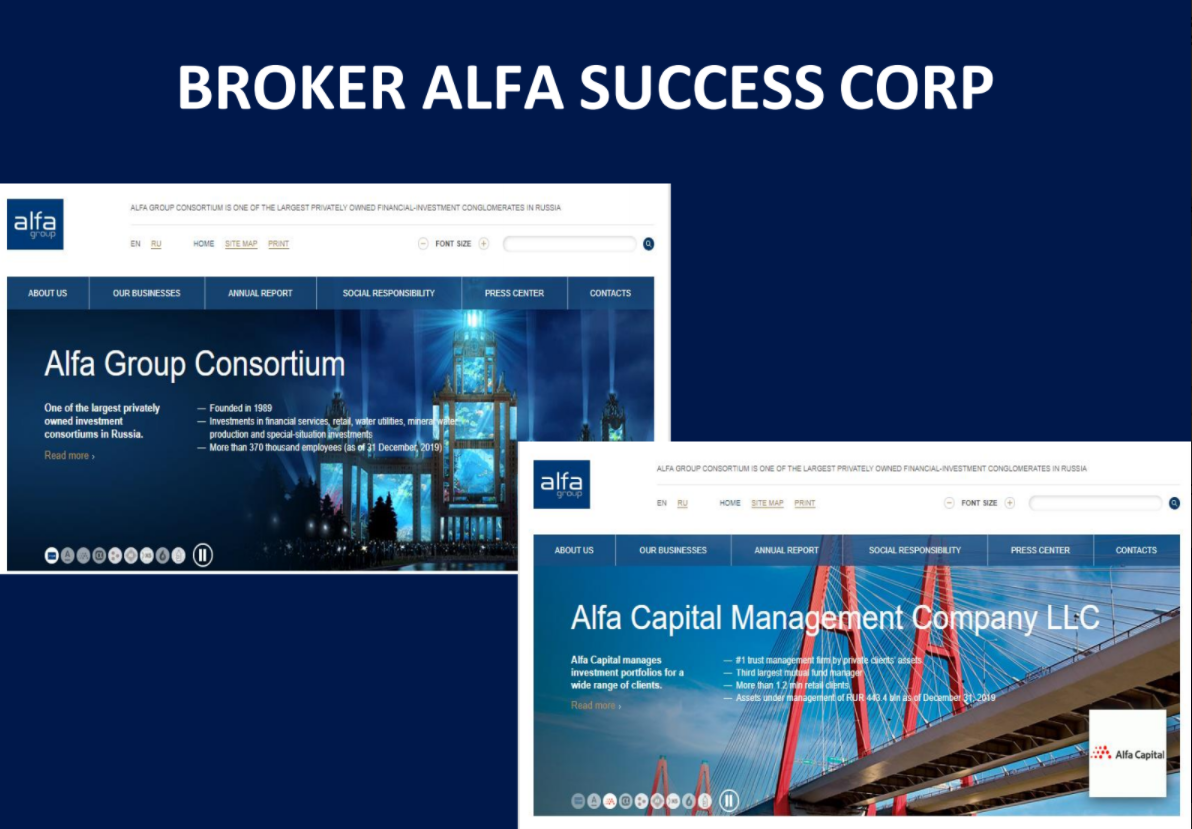 BROKER ALFA SUCCESS CORP
alfa
group
ALFA GROUP CONSORTIUM IS ONE OF THE LARGEST PRIVATELY OWNED FINANCIAL-INVESTMENT CONGLOMERATES IN RUSSIA
EN RU HOME SITE MAP PRINT FONT SIZE
ABOUT US OUR BUSINESSES ANNUAL REPORT SOCIAL RESPONSIBILITY PRESS CENTER CONTACTS
Alfa Group Consortium
One of the largest privately
owned investment
consortiums in Russia.
Read more ›
— Founded in 1989
— Investments in financial services, retail, water utilities, mineral water
production and special-situation investments
— More than 370 thousand employees (as of 31 December, 2019)
alfa
group
ALFA GROUP CONSORTIUM IS ONE OF THE LARGEST PRIVATELY OWNED FINANCIAL-INVESTMENT CONGLOMERATES IN RUSSIA
EN RU HOME SITE MAP PRINT FONT SIZE
ABOUT US OUR BUSINESSES ANNUAL REPORT SOCIAL RESPONSIBILITY PRESS CENTER CONTACTS
Alfa Capital Management Company LLC
Alfa Capital manages
investment portfolios for a
wide range of clients.
Read more ›
— #1 trust management firm by private clients' assets
— Third largest mutual fund manager
— More than 1.2 mln retail clients
— Assets under management of RUR 443.4 bln as of December 31, 2019
Alfa Capital